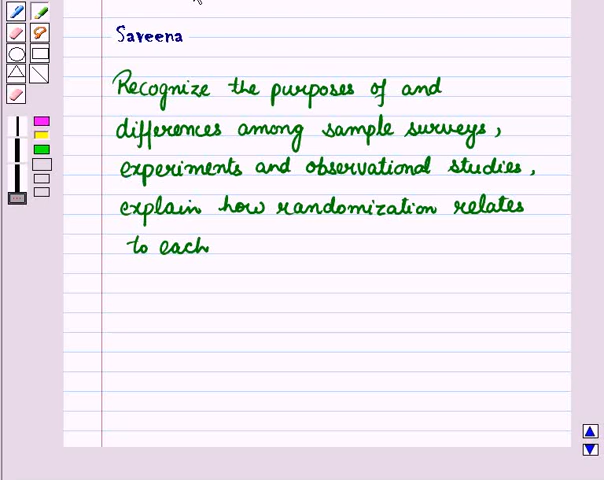 Saveena
Recognize the purposes of and
differences among sample surveys,
experiments and observational studies,
explain how randomization relates
to each